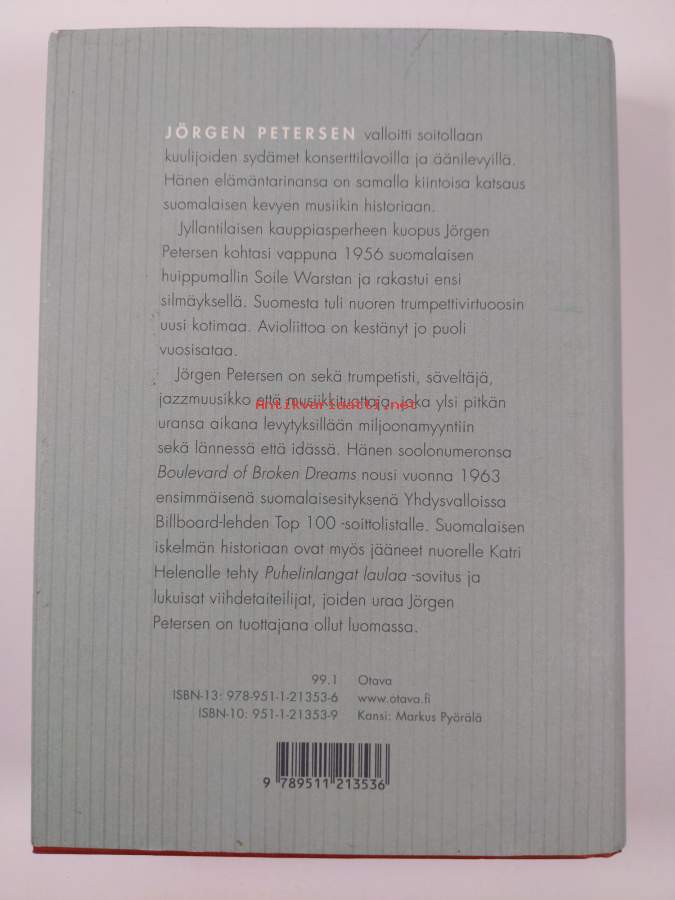 JÖRGEN PETERSEN valloitti soitollaan
kuulijoiden sydämet konserttilavoilla ja äänilevyillä.
Hänen elämäntarinansa on samalla kiintoisa katsaus
suomalaisen kevyen musiikin historiaan.
Jyllantilaisen kauppiasperheen kuopus Jörgen
Petersen kohtasi vappuna 1956 suomalaisen
huippumallin Soile Warstan ja rakastui ensi
silmäyksellä. Suomesta tuli nuoren trumpettivirtuoosin
uusi kotimaa. Avioliittoa on kestänyt jo puoli
vuosisataa.
Jörgen Petersen on sekä trumpetisti, säveltäjä,
jazzmuusikko että musiikkituottaja, joka ylsi pitkän
Antikvariaatti.net
uransa aikana levytyksillään miljoonamyyntiin
sekä lännessä että idässä. Hänen soolonumeronsa
Boulevard of Broken Dreams nousi vuonna 1963
ensimmäisenä suomalaisesityksenä Yhdysvalloissa
Billboard-lehden Top 100 -soittolistalle. Suomalaisen
iskelmän historiaan ovat myös jääneet nuorelle Katri
Helenalle tehty Puhelinlangat laulaa -sovitus ja
lukuisat viihdetaiteilijat, joiden uraa Jörgen
Petersen on tuottajana ollut luomassa.
99.1 Otava
ISBN-13: 978-951-1-21353-6 www.otava.fi
ISBN-10: 951-1-21353-9 Kansi: Markus Pyörälä
9 789511 213536